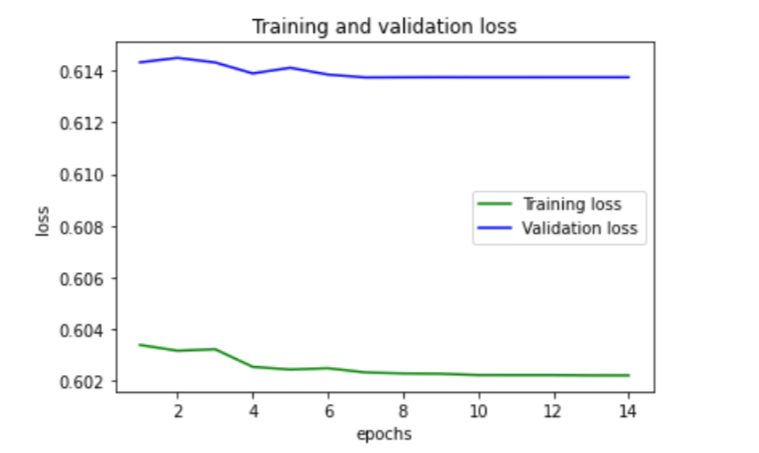 Training and validation loss
0.614
0.612
0.610
0.608
0.606
0.604
0.602
loss
Training loss
Validation loss
2 4 6 8 10 12 14
epochs